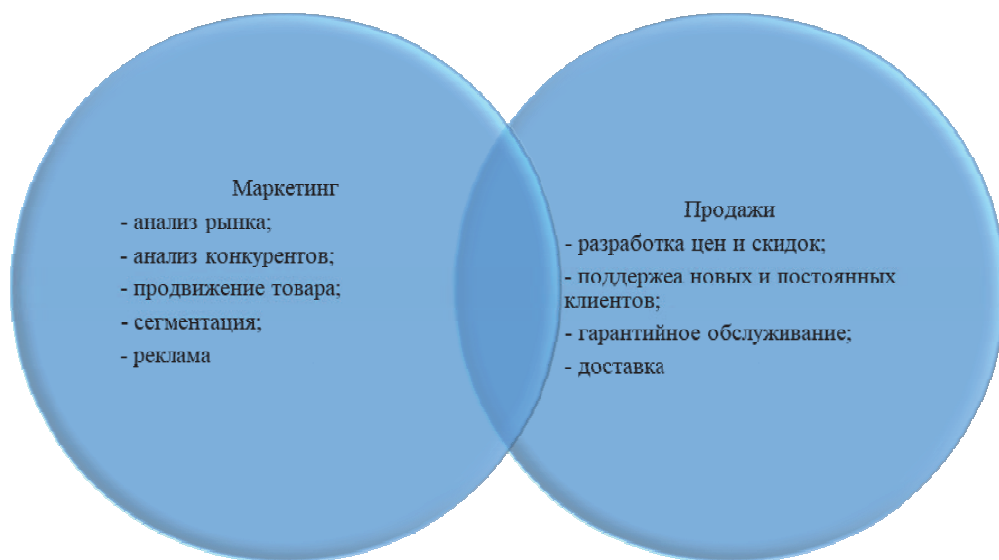 Маркетинг
- анализ рынка;
- анализ конкурентов;
- продвижение товара;
- сегментация;
- реклама
Продажи
- разработка цен и скидок;
- поддержеа новых и постоянных
клиентов;
- гарантийное обслуживание;
- доставка